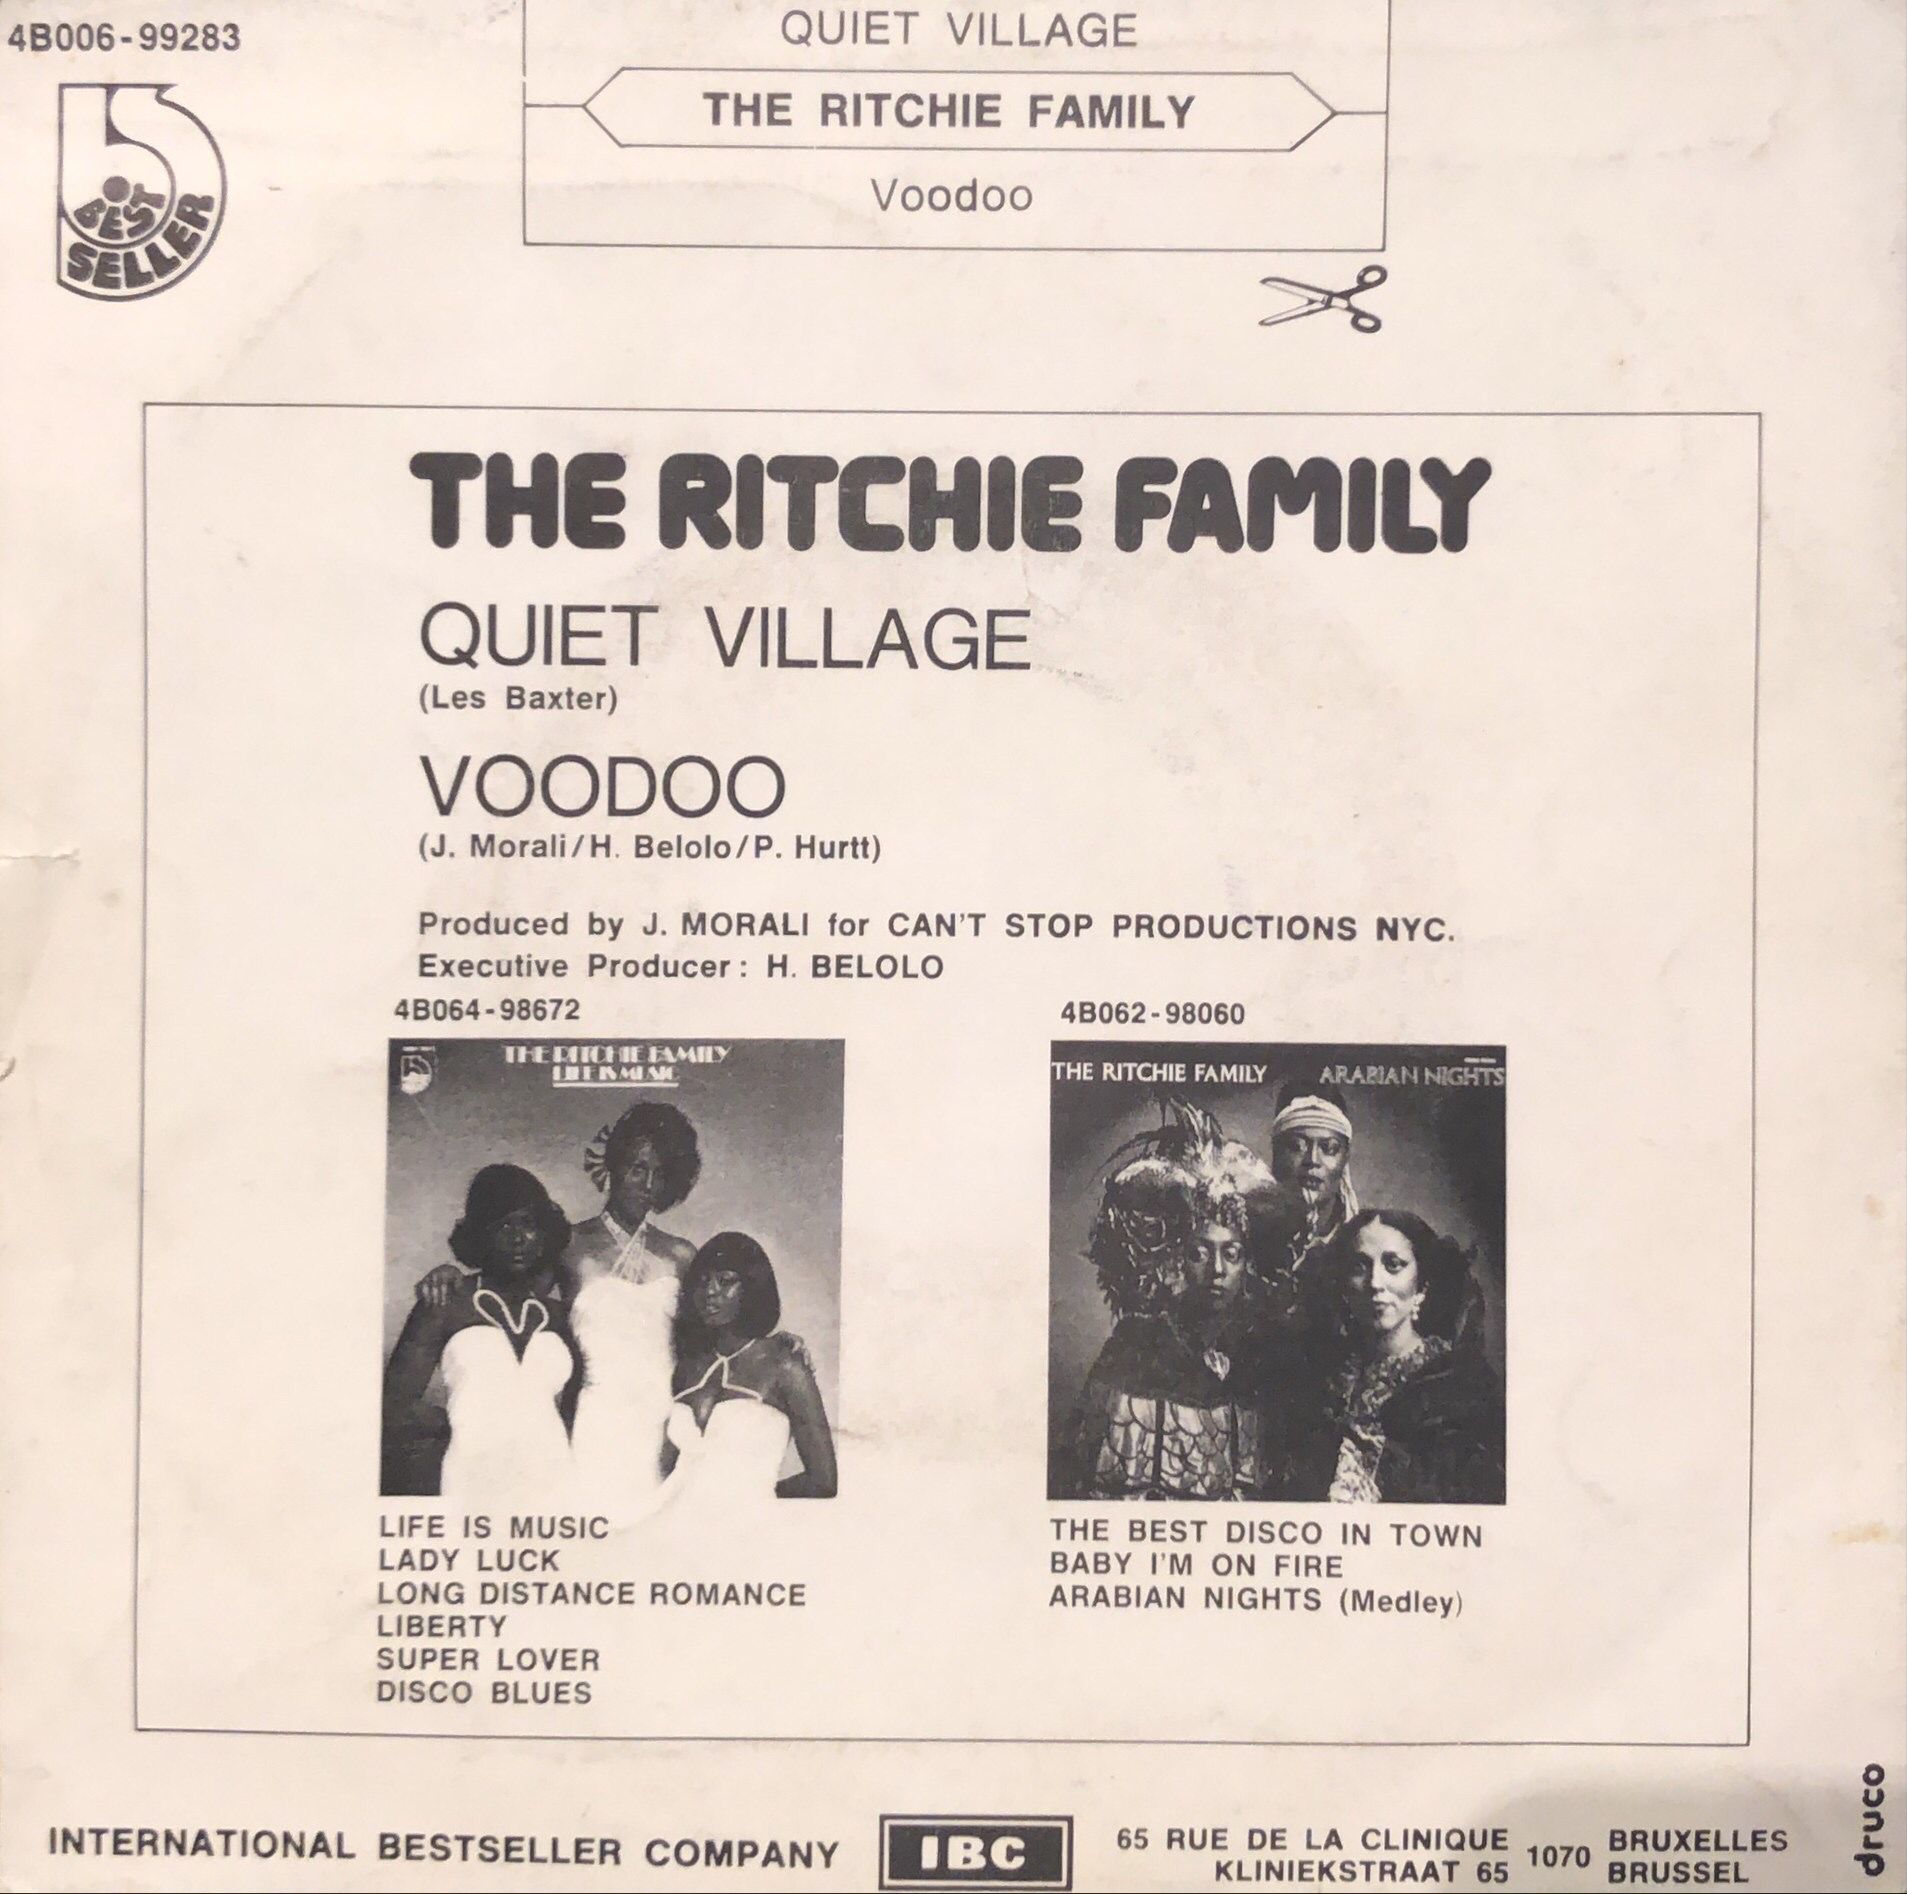 4B006-99283
BEST
SELLER
QUIET VILLAGE
THE RITCHIE FAMILY
Voodoo
THE RITCHIE FAMILY
QUIET VILLAGE
(Les Baxter)
VOODOO
(J. Morali/H. Belolo/P. Hurtt)
Produced by J. MORALI for CAN'T STOP PRODUCTIONS NYC.
Executive Producer: H. BELOLO
4B064-98672
THE RITCHIE FAMILY
LIFE IS MUSIC
LIFE IS MUSIC
LADY LUCK
LONG DISTANCE ROMANCE
LIBERTY
SUPER LOVER
DISCO BLUES
4B062-98060
THE RITCHIE FAMILY ARABIAN NIGHTS
THE BEST DISCO IN TOWN
BABY I'M ON FIRE
ARABIAN NIGHTS (Medley)
INTERNATIONAL BESTSELLER COMPANY
IBC
65 RUE DE LA CLINIQUE
KLINIEKSTRAAT 65
1070
BRUXELLES
BRUSSEL
druco